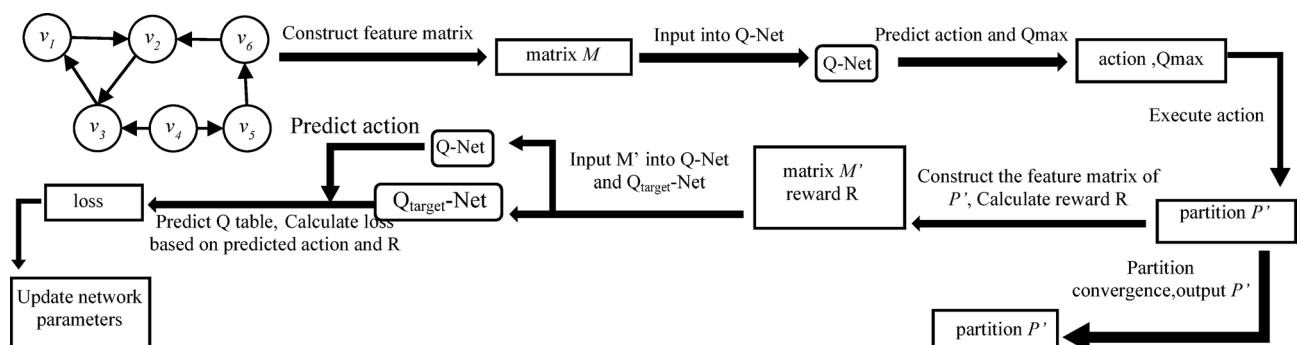 v1
v2
v6
v3
v4
v5
Construct feature matrix
matrix M
Input into Q-Net
Q-Net
Predict action and Qmax
action ,Qmax
Execute action
partition P’
Construct the feature matrix of
P’, Calculate reward R
matrix M’
reward R
Input M’ into Q-Net
and Qtarget-Net
Q-Net
Predict action
Qtarget-Net
Predict Q table, Calculate loss
based on predicted action and R
loss
Update network
parameters
Partition
convergence,output P’
partition P’